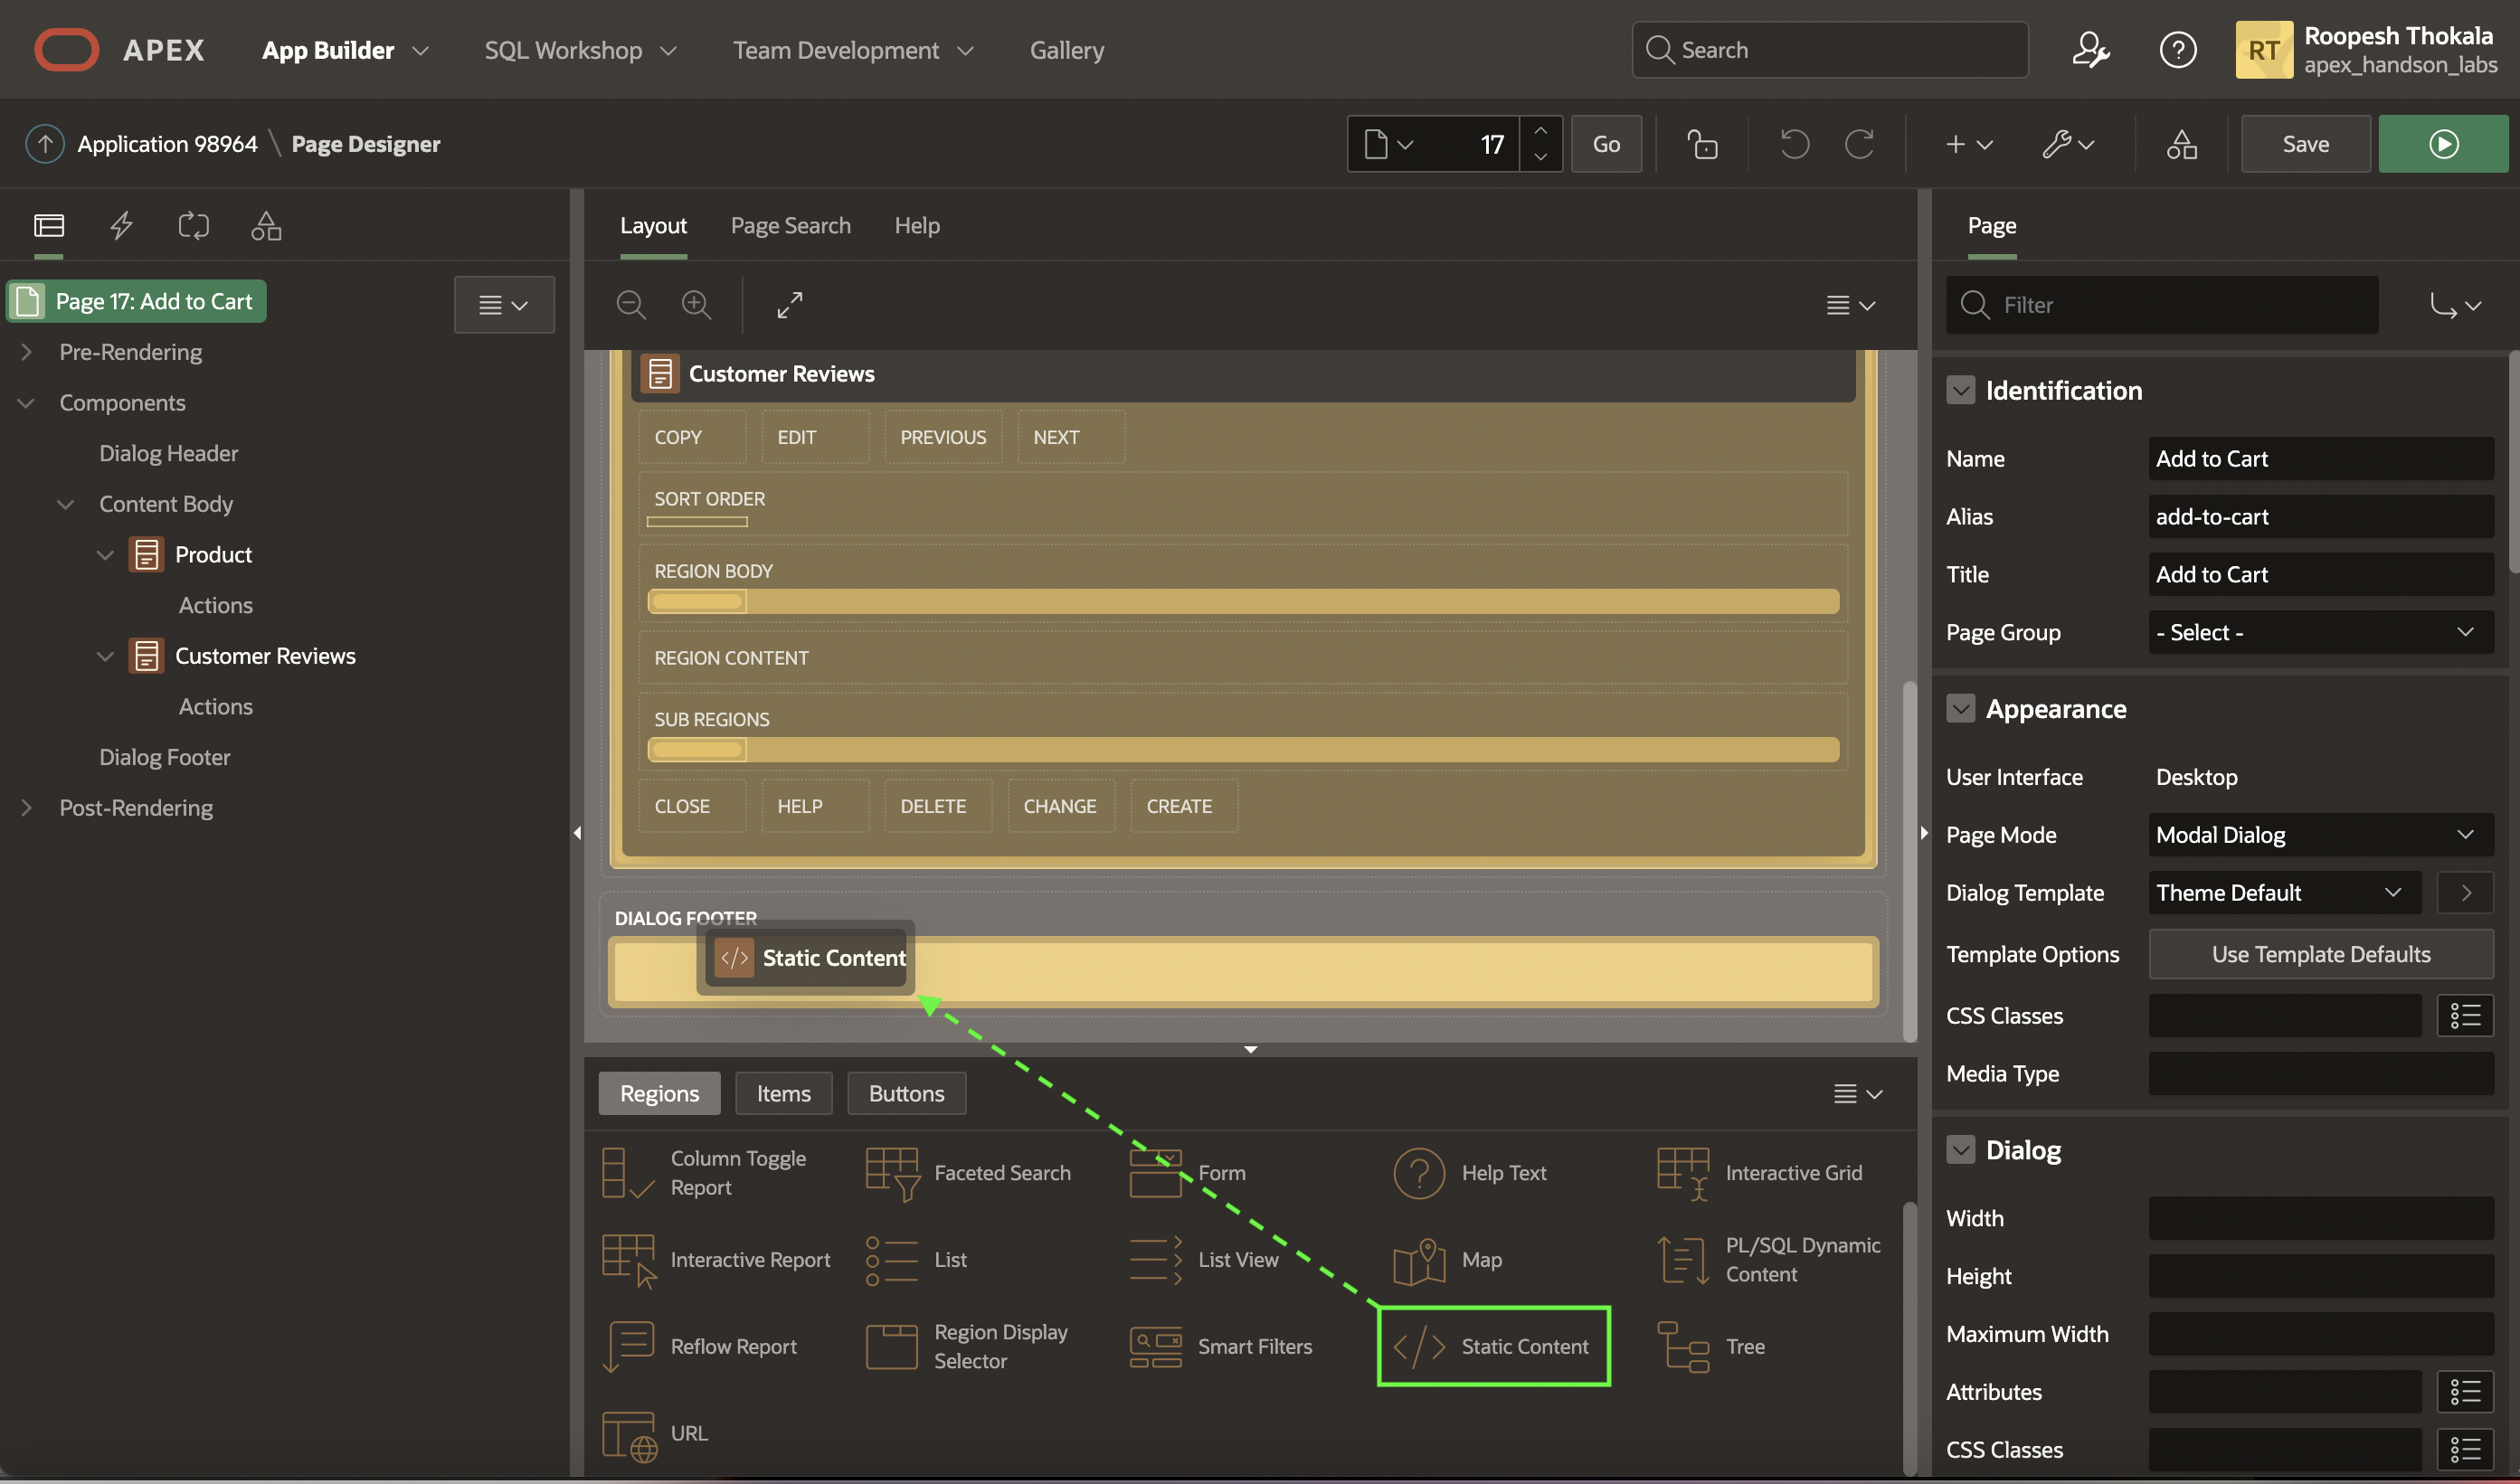 APEX
App Builder
SQL Workshop
Team Development
Gallery
Search
RT
Roopesh Thokala
apex_handson_labs
Application 98964 \ Page Designer
17
Go
Save
Page 17: Add to Cart
Pre-Rendering
Components
Dialog Header
Content Body
Product
Actions
Customer Reviews
Actions
Dialog Footer
Post-Rendering
Layout
Page Search
Help
Customer Reviews
COPY
EDIT
PREVIOUS
NEXT
SORT ORDER
REGION BODY
REGION CONTENT
SUB REGIONS
CLOSE
HELP
DELETE
CHANGE
CREATE
DIALOG FOOTER
</> Static Content
Regions
Items
Buttons
Column Toggle
Report
Faceted Search
Form
Help Text
Interactive Grid
Interactive Report
List
List View
Map
PL/SQL Dynamic
Content
Reflow Report
Region Display
Selector
Smart Filters
</> Static Content
Tree
URL
Page
Filter
Identification
Name
Add to Cart
Alias
add-to-cart
Title
Add to Cart
Page Group
- Select -
Appearance
User Interface
Desktop
Page Mode
Modal Dialog
Dialog Template
Theme Default
Template Options
Use Template Defaults
CSS Classes
Media Type
Dialog
Width
Height
Maximum Width
Attributes
CSS Classes